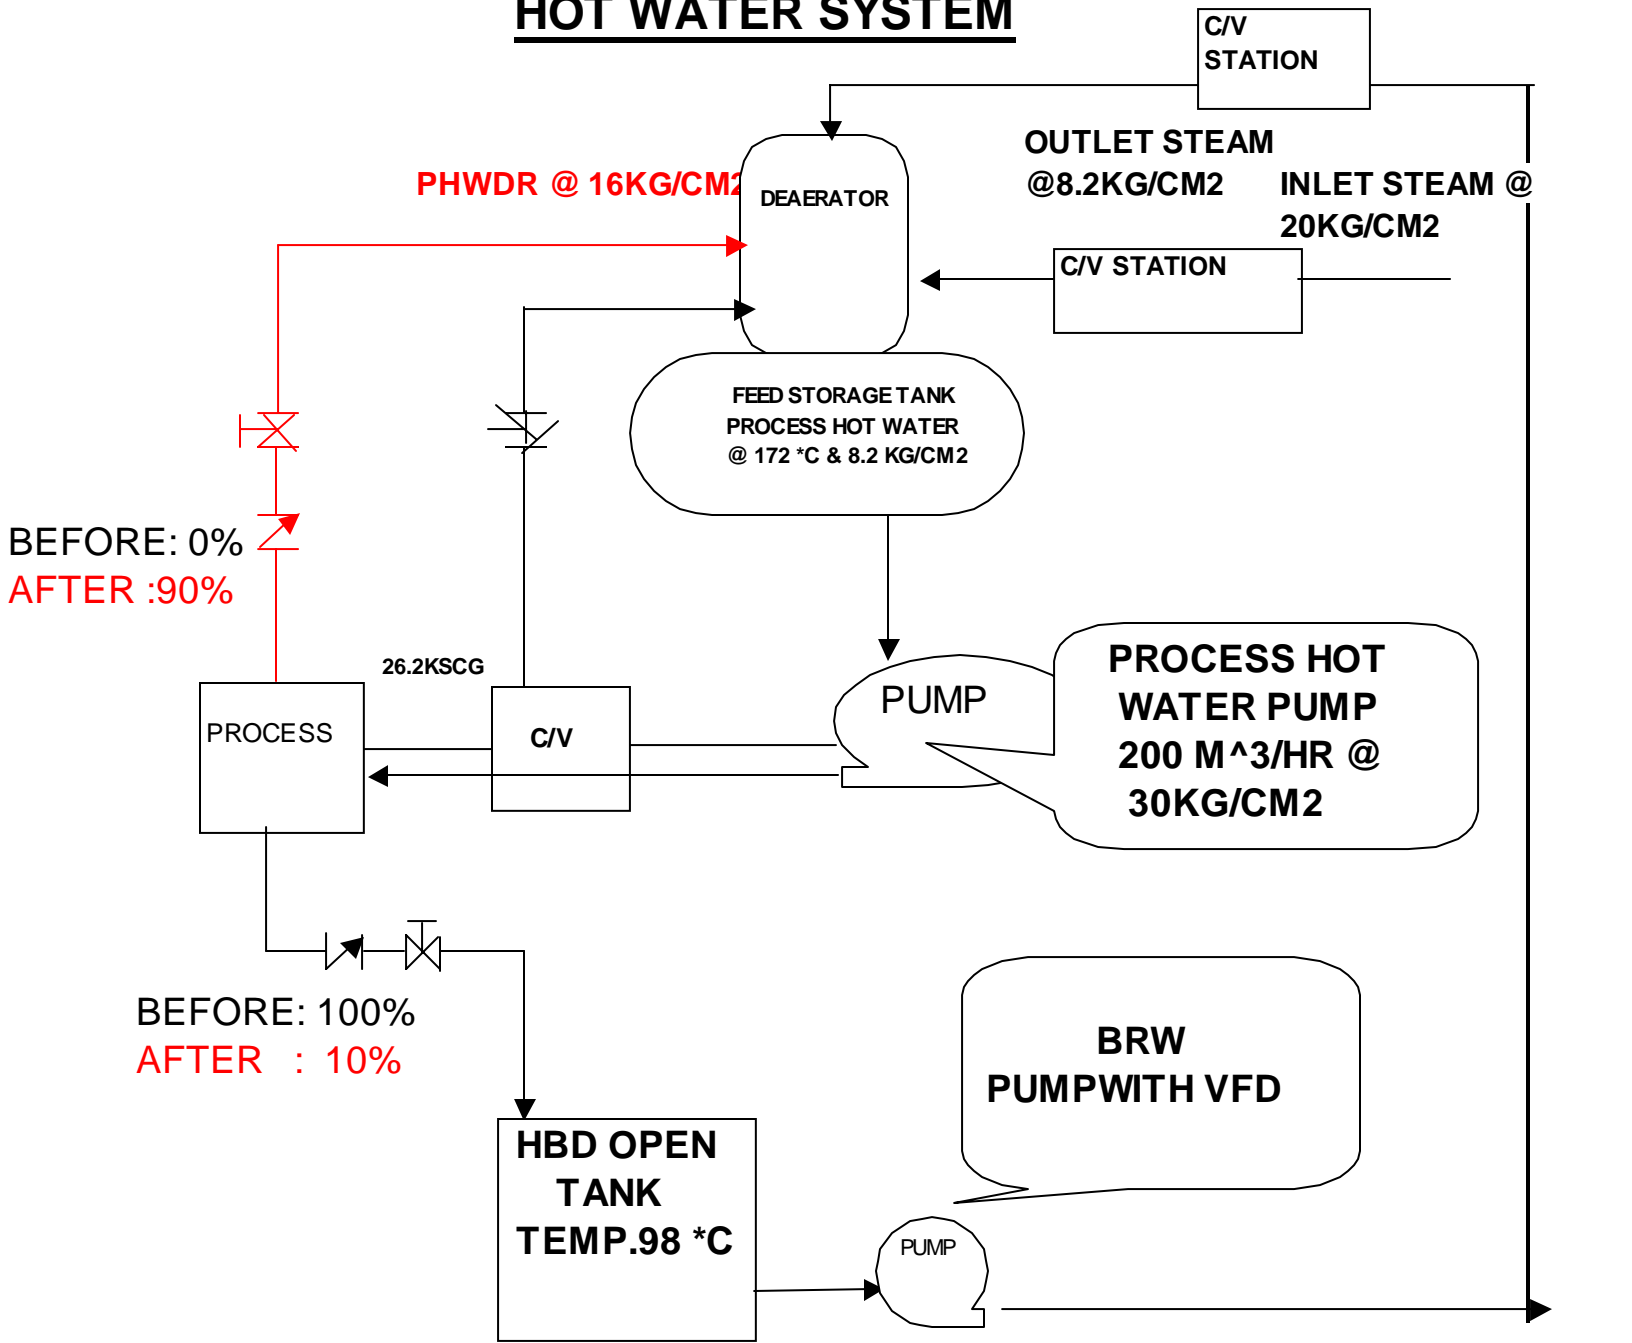 HOT WATER SYSTEM
C/V
STATION
OUTLET STEAM
@8.2KG/CM2
INLET STEAM @
20KG/CM2
PHWDR @ 16KG/CM2
DEAERATOR
C/V STATION
FEED STORAGE TANK
PROCESS HOT WATER
@ 172 *C & 8.2 KG/CM2
BEFORE: 0%
AFTER :90%
26.2KSCG
PROCESS
C/V
PUMP
PROCESS HOT
WATER PUMP
200 M^3/HR @
30KG/CM2
BEFORE: 100%
AFTER : 10%
BRW
PUMPWITH VFD
HBD OPEN
TANK
TEMP.98 *C
PUMP